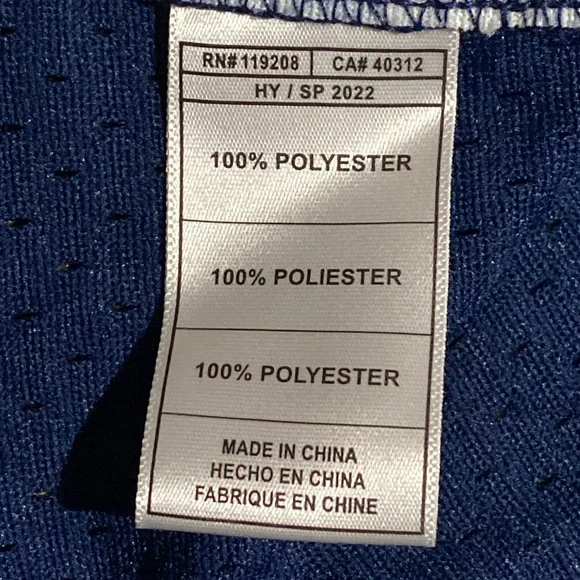 RN# 119208 | CA# 40312
HY / SP 2022
100% POLYESTER
100% POLIESTER
100% POLYESTER
MADE IN CHINA
HECHO EN CHINA
FABRIQUE EN CHINE